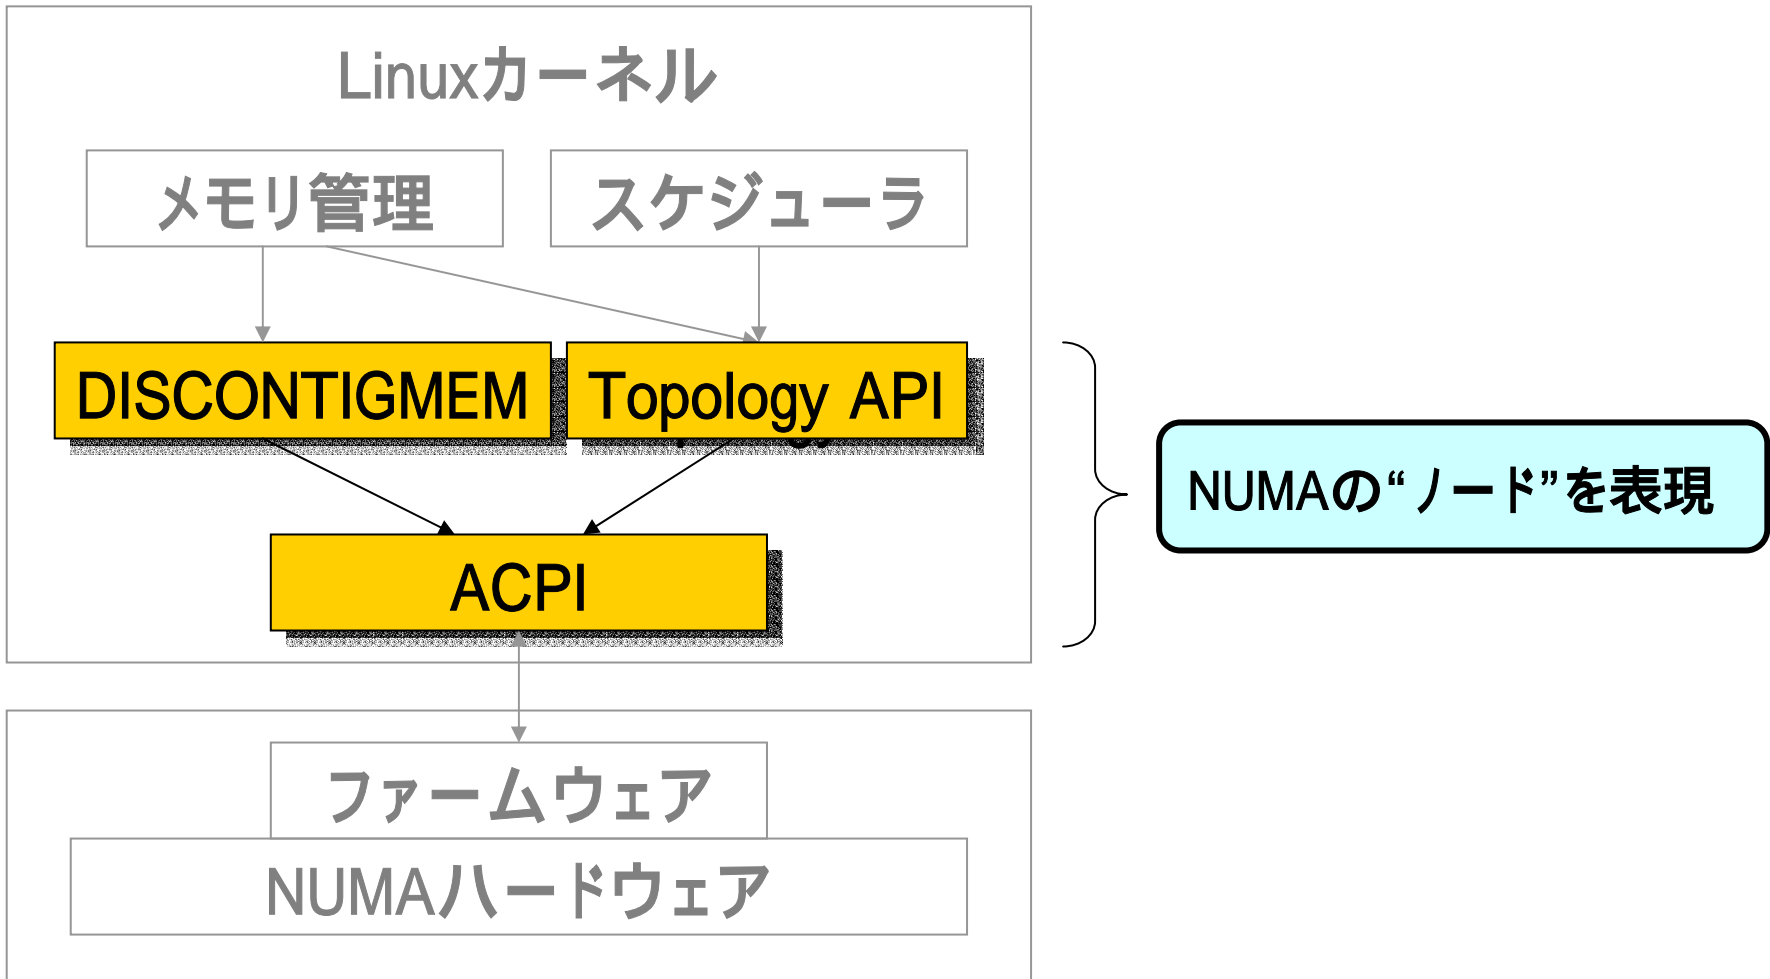 Linuxカーネル
メモリ管理
スケジューラ
DISCONTIGMEM
Topology API
NUMAの“ノード”を表現
ACPI
ファームウェア
NUMAハードウェア